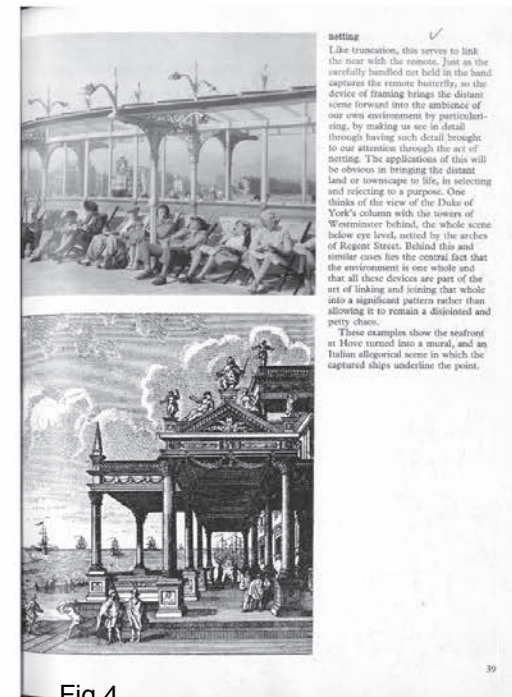 netting
Like truncation, this serves to link
the near with the remote. Just as the
carefully handled net held in the hand
captures the remote butterfly, so the
device of framing brings the distant
scene forward into the ambience of
our own environment by particulari-
zing, by making us see in detail
through having such detail brought
to our attention through the act of
netting. The applications of this will
be obvious in bringing the distant
land or townscape to life, in selecting
and rejecting to a purpose. One
thinks of the view of the Duke of
York's column with the towers of
Westminster behind, the whole scene
below eye level, netted by the arches
of Regent Street. Behind this and
similar cases lies the central fact that
the environment is one whole and
that all these devices are part of the
art of linking and joining that whole
into a significant pattern rather than
allowing it to remain a disjointed and
petty chaos.
These examples show the seafront
at Hove turned into a mural, and an
Italian allegorical scene in which the
captured ships underline the point.
39
Fig 4